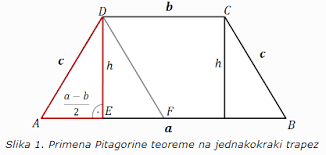 D b C
c h h c
a − b
2
A E F B
a
Slika 1. Primena Pitagorine teoreme na jednakokraki trapez